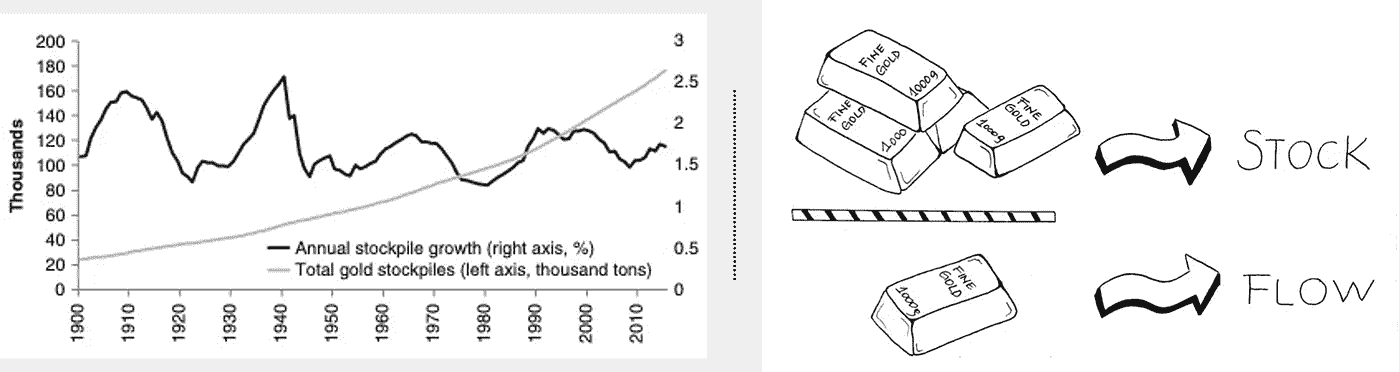 200
180
160
140
120
100
80
60
40
20
0
Thousands
3
2.5
2
1.5
1
0.5
0
Annual stockpile growth (right axis, %)
Total gold stockpiles (left axis, thousand tons)
1900
1910
1920
1930
1940
1950
1960
1970
1980
1990
2000
2010
FINE
GOLD
1000g
FINE
GOLD
1000
FINE
GOLD
1000g
STOCK
FINE
GOLD
1000g
FLOW